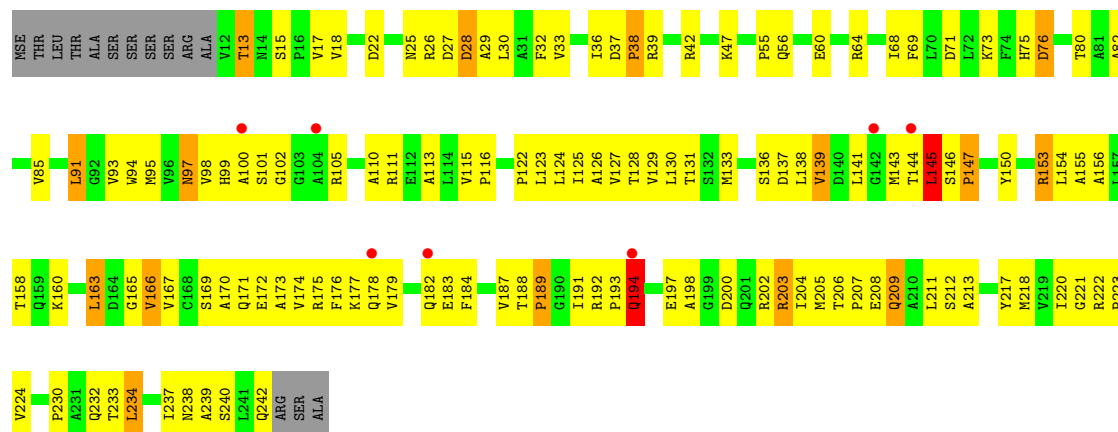 MSE THR LEU THR ALA SER SER SER SER ARG ALA V12 T13 N14 S15 P16 V17 V18 D22 N25 R26 D27 D28 A29 L30 A31 F32 V33 I36 D37 P38 R39 R42 K47 P55 Q56 E60 R64 I68 F69 L70 D71 L72 K73 F74 H75 D76 T80 A81 A82
V85 L91 G92 V93 W94 M95 V96 N97 V98 H99 A100 S101 G102 G103 A104 R105 A110 R111 E112 A113 L114 V115 P116 P122 L123 L124 I125 A126 V127 T128 V129 L130 T131 S132 M133 S136 D137 L138 V139 D140 L141 G142 M143 T144 L145 S146 P147 Y150 R153 L154 A155 A156 L157
T158 Q159 K160 L163 D164 G165 V166 V167 C168 S169 A170 Q171 E172 A173 V174 R175 F176 K177 Q178 V179 Q182 E183 F184 V187 T188 P189 G190 I191 R192 P193 Q194 E197 A198 G199 D200 Q201 R202 R203 I204 M205 T206 P207 E208 Q209 A210 L211 S212 A213 Y217 M218 V219 I220 G221 R222
V224 P230 A231 Q232 T233 L234 I237 N238 A239 S240 L241 Q242 ARG SER ALA